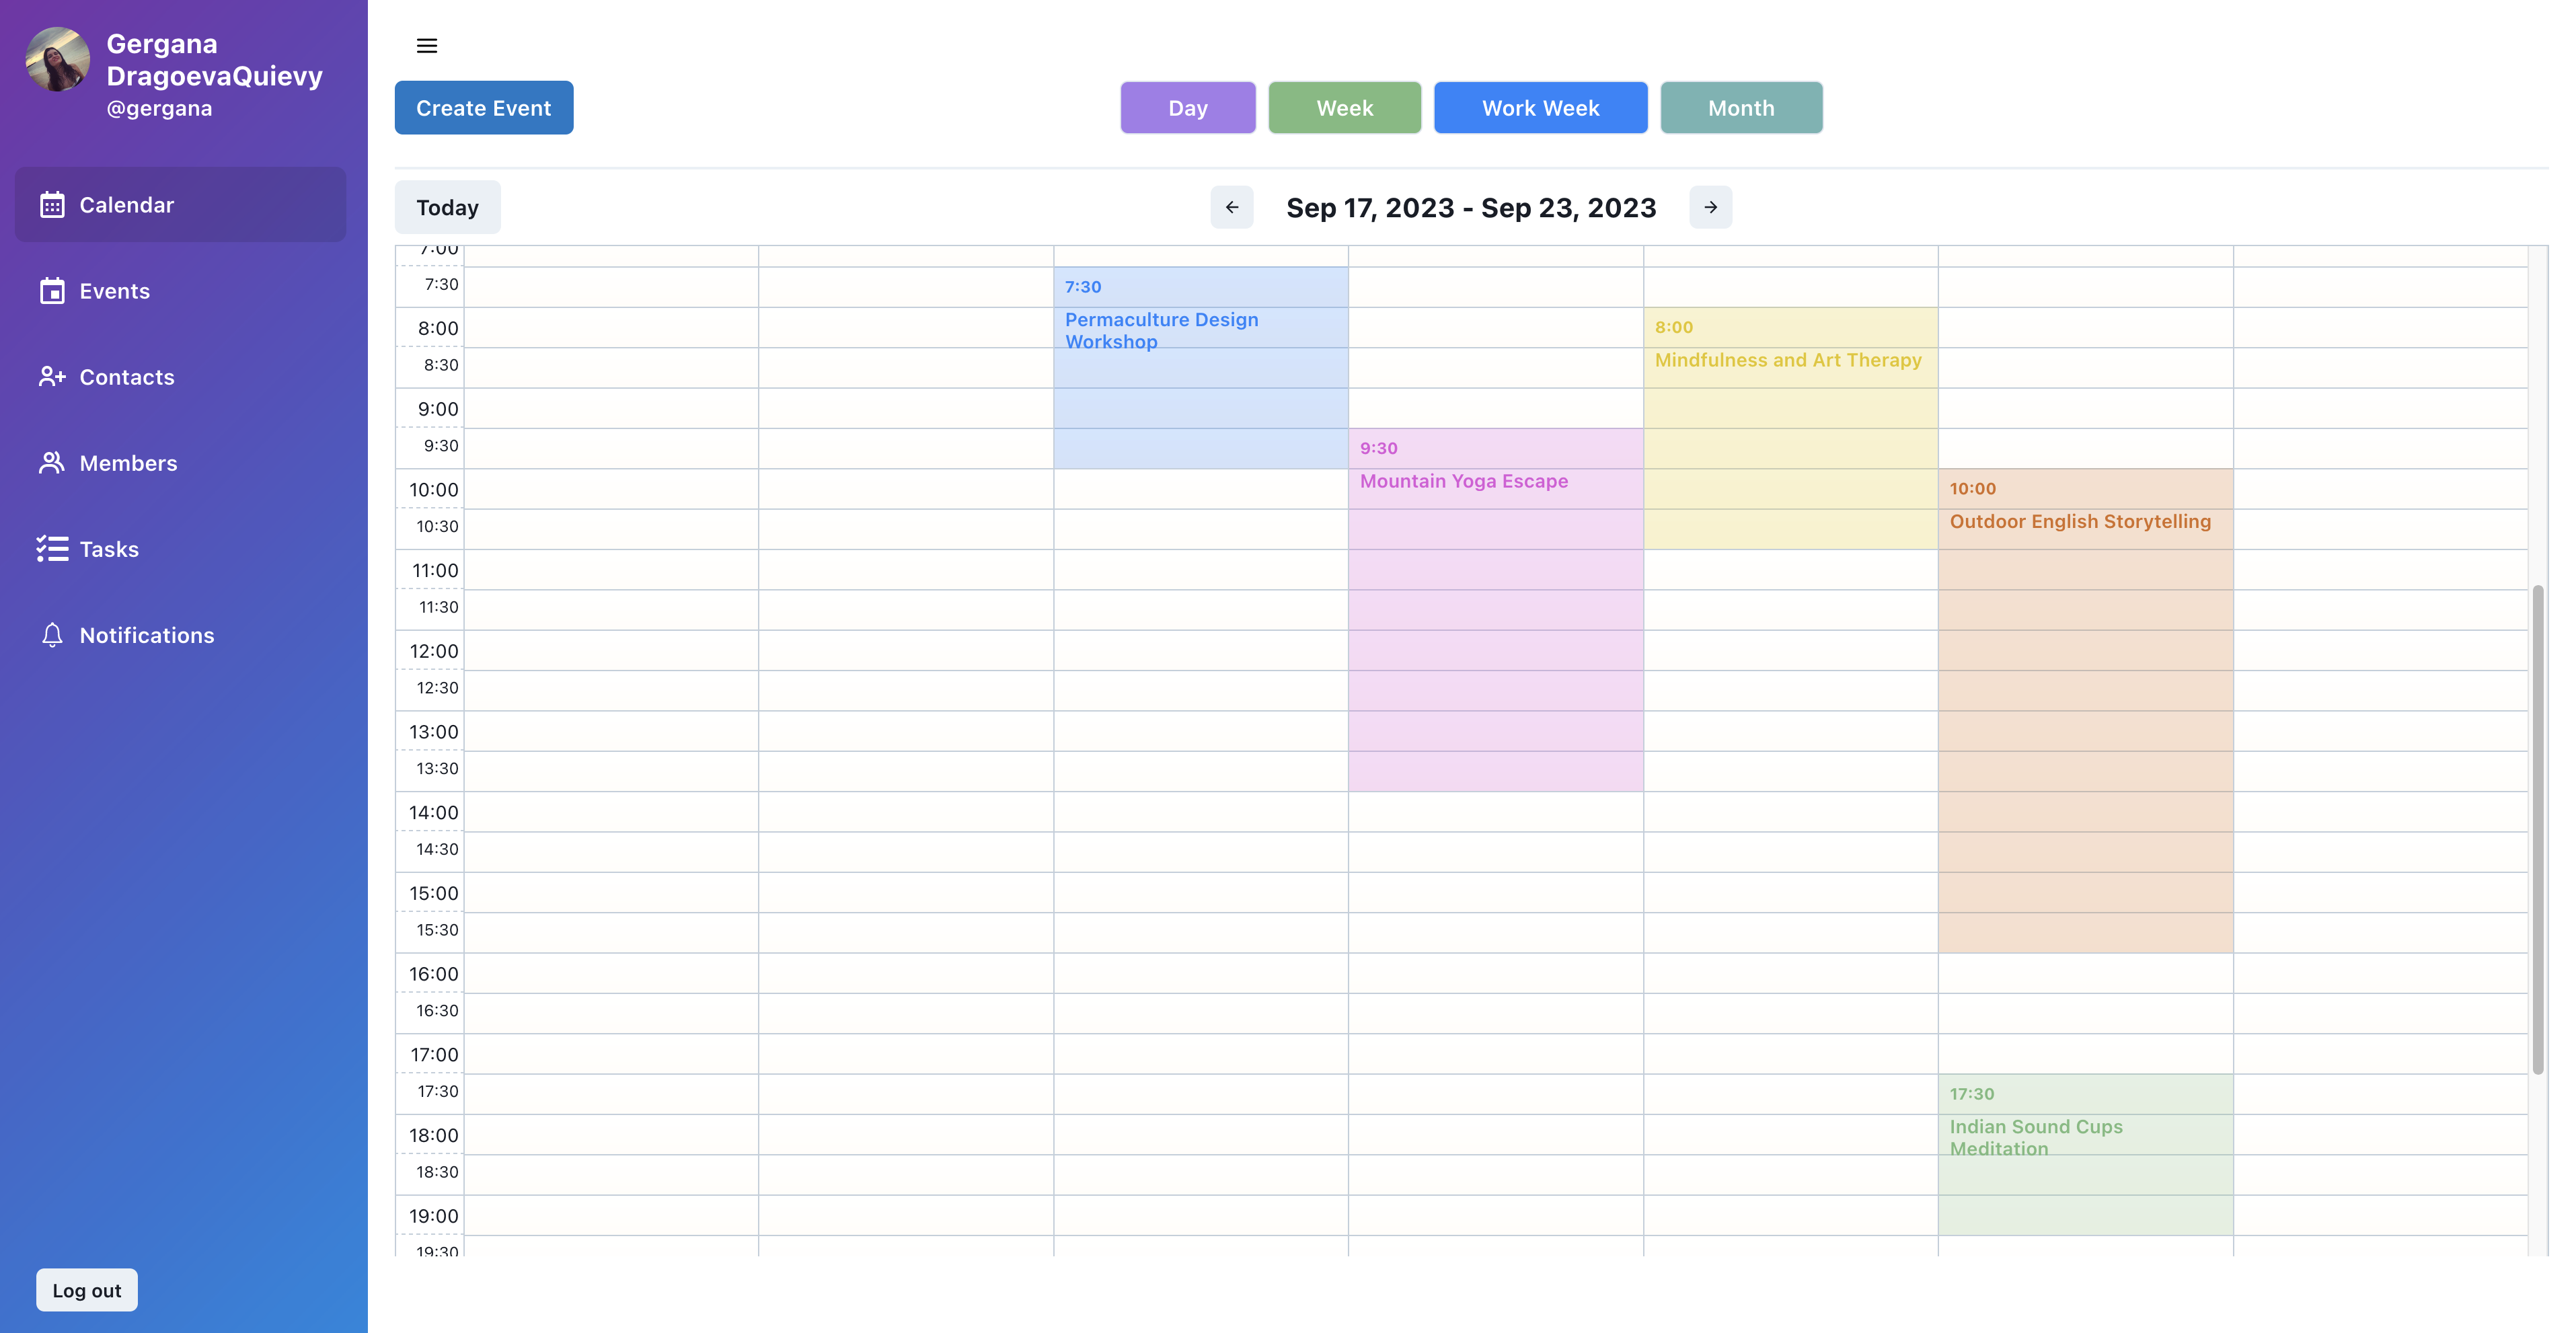 Gergana
DragoevaQuievy
@gergana
Calendar
Events
Contacts
Members
Tasks
Notifications
Log out
Create Event
Day
Week
Work Week
Month
Today
Sep 17, 2023 - Sep 23, 2023
7:00
7:30
8:00
8:30
9:00
9:30
10:00
10:30
11:00
11:30
12:00
12:30
13:00
13:30
14:00
14:30
15:00
15:30
16:00
16:30
17:00
17:30
18:00
18:30
19:00
19:30
7:30
Permaculture Design
Workshop
9:30
Mountain Yoga Escape
8:00
Mindfulness and Art Therapy
10:00
Outdoor English Storytelling
17:30
Indian Sound Cups
Meditation